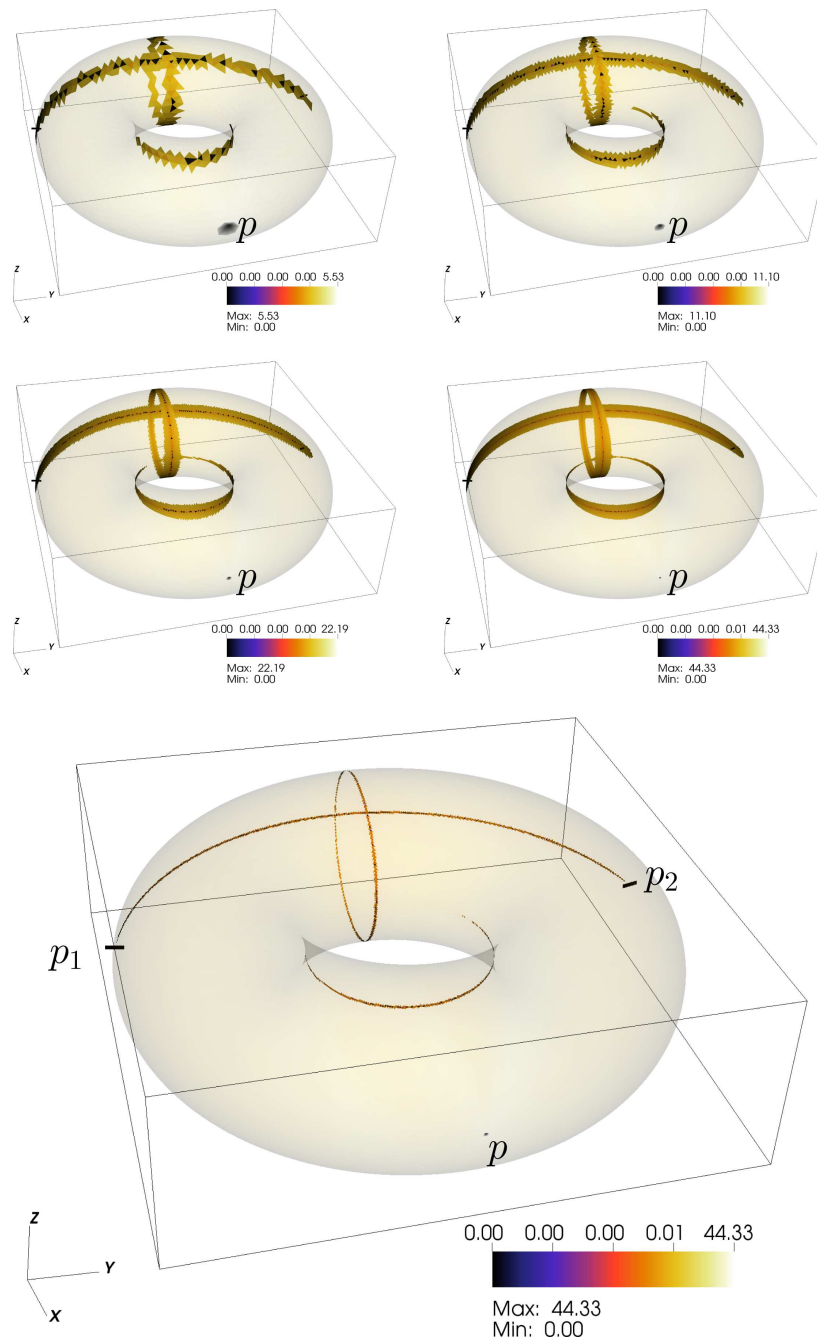 p
p
0.00 0.00 0.00 0.00 5.53
Max: 5.53
Min: 0.00
Z
Y
X
0.00 0.00 0.00 0.00 11.10
Max: 11.10
Min: 0.00
Z
Y
X
p
p
0.00 0.00 0.00 0.00 22.19
Max: 22.19
Min: 0.00
Z
Y
X
0.00 0.00 0.00 0.01 44.33
Max: 44.33
Min: 0.00
Z
Y
X
p2
p1
p
Z
Y
X
0.00 0.00 0.00 0.01 44.33
Max: 44.33
Min: 0.00